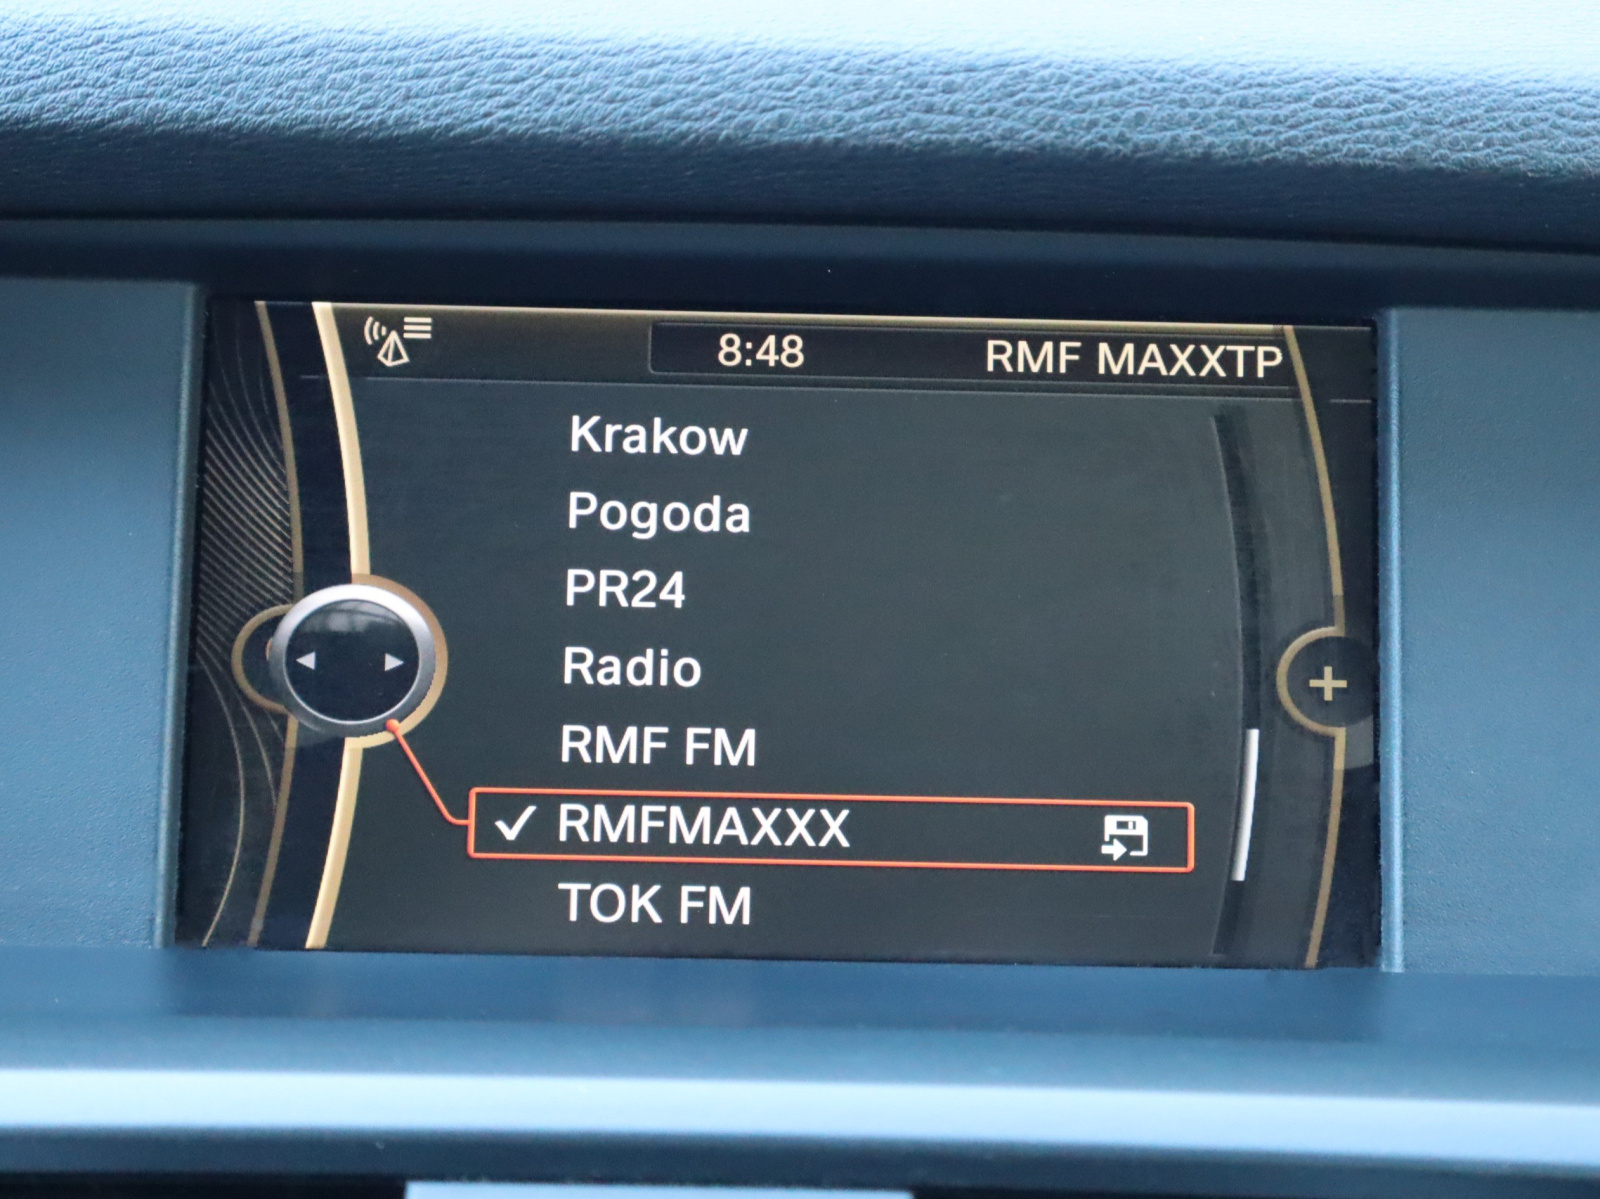 8:48 RMF MAXXTP
Krakow
Pogoda
PR24
Radio
RMF FM
RMFMAXXX
TOK FM